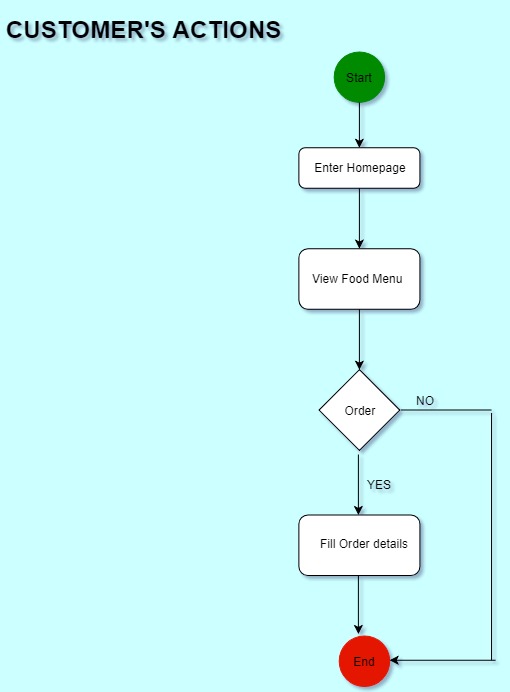 CUSTOMER'S ACTIONS
Start
Enter Homepage
View Food Menu
Order
NO
YES
Fill Order details
End